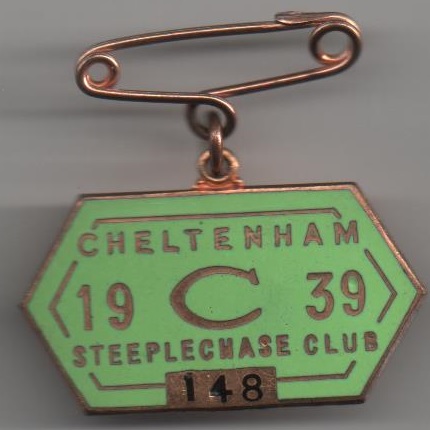 CHELTENHAM
19 C 39
STEEPLECHASE CLUB
148